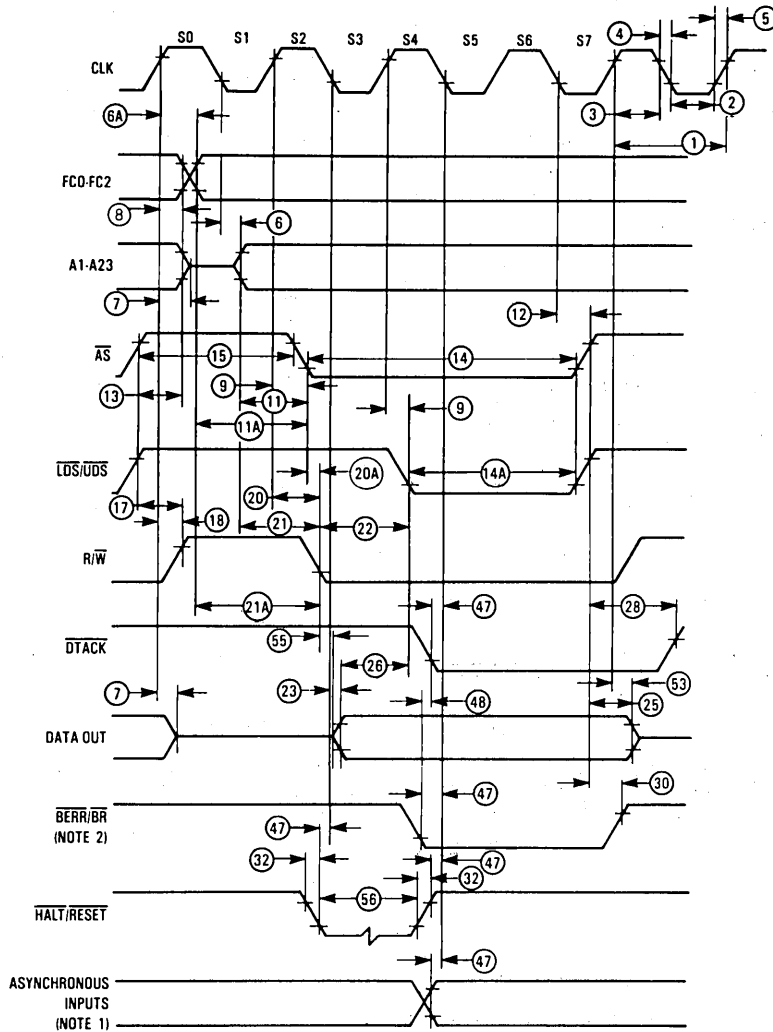 S0 S1 S2 S3 S4 S5 S6 S7
4
5
CLK
6A
3
2
1
FC0-FC2
8
6
A1-A23
7
12
AS
15
14
13
9
11
9
11A
LDS/UDS
20A
14A
17
18
20
21
22
R/W
21A
47
28
55
DTACK
26
53
7
23
48
25
DATA OUT
30
BERR/BR
(NOTE 2)
47
47
32
47
32
56
HALT/RESET
47
ASYNCHRONOUS
INPUTS
(NOTE 1)